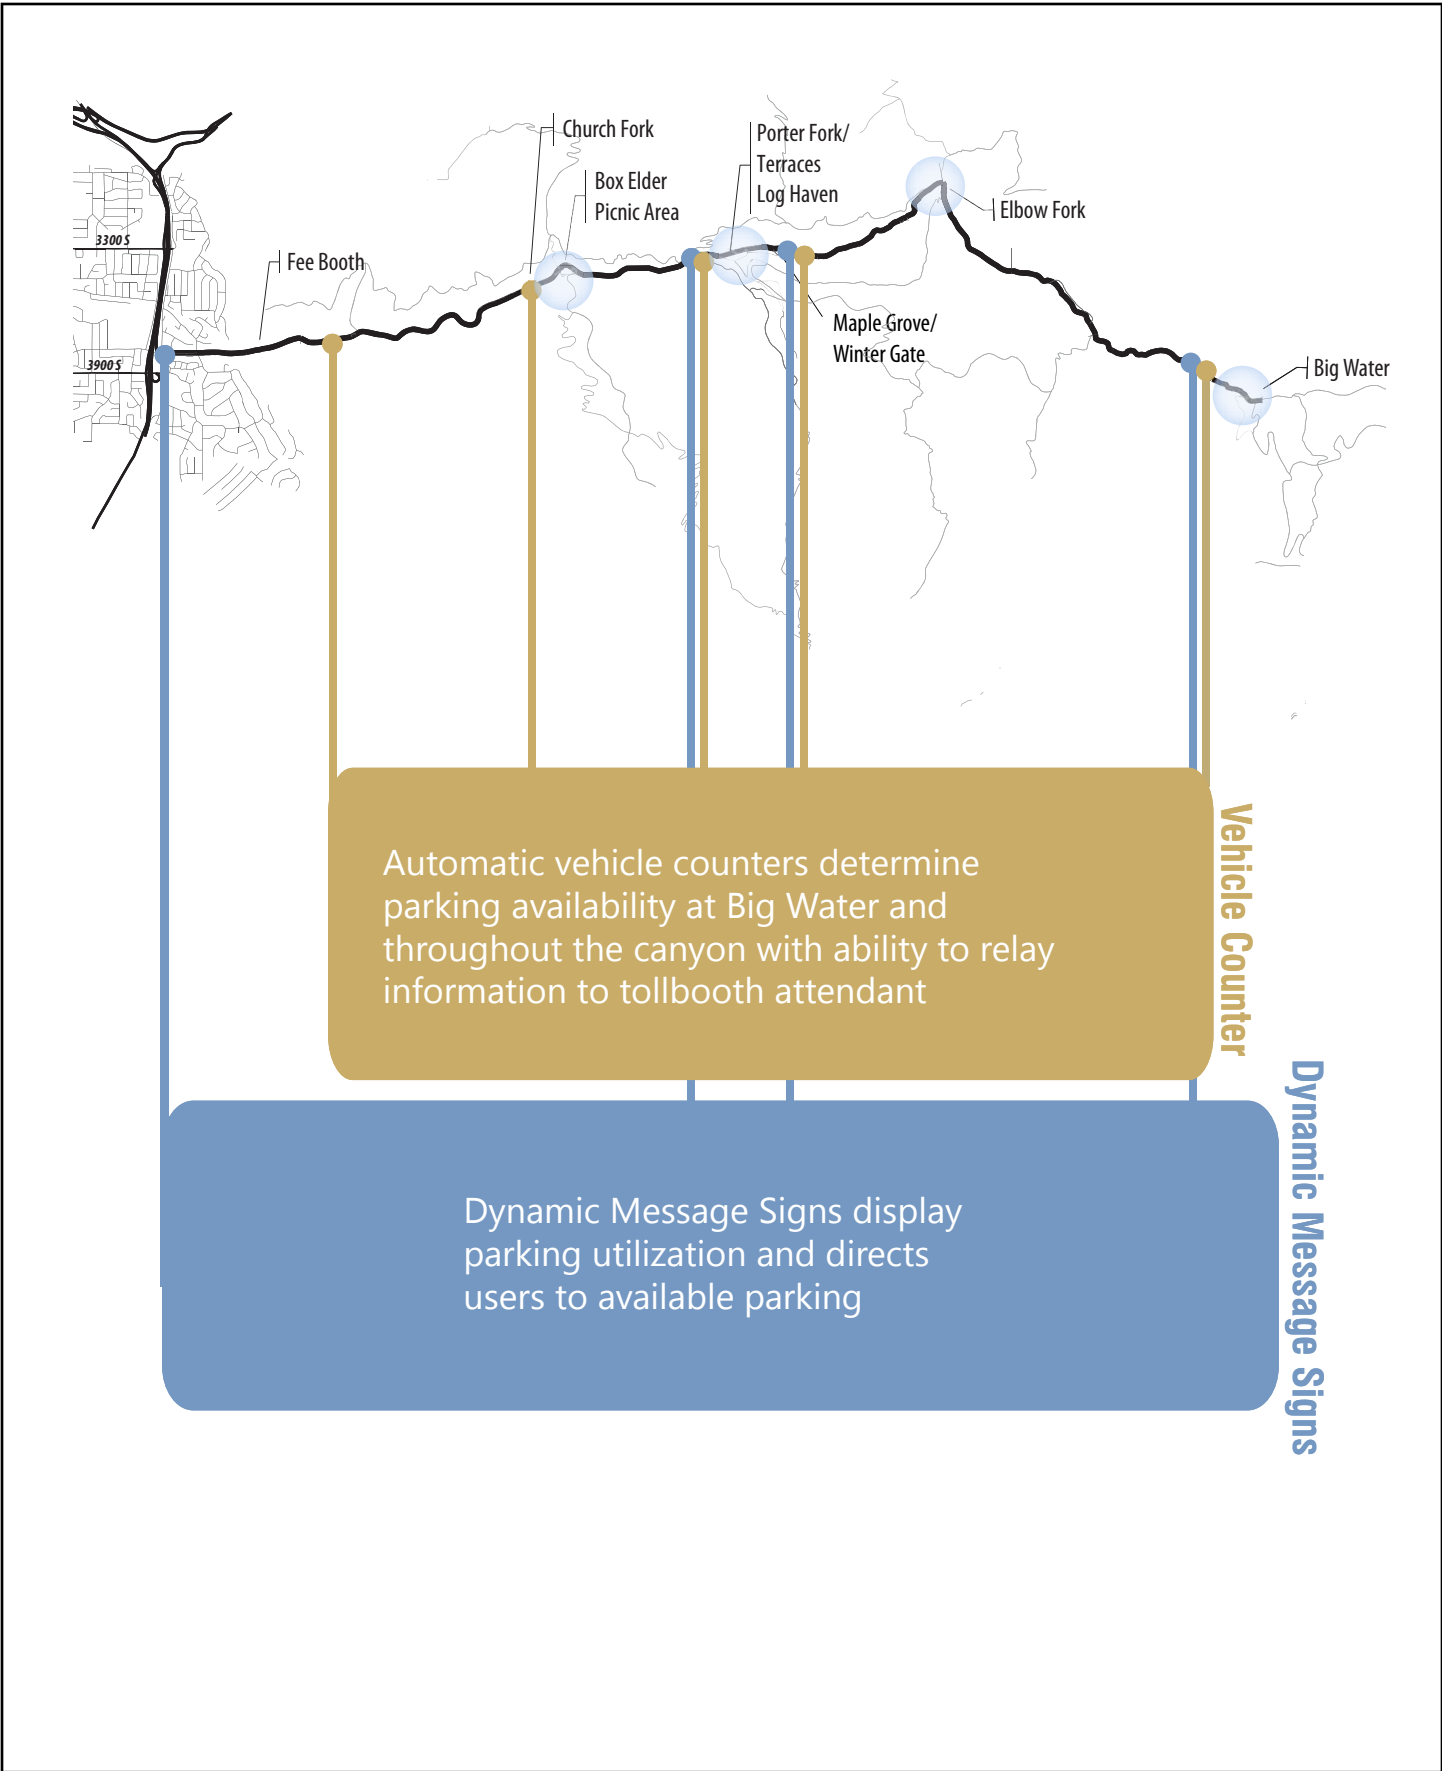 Church Fork
Porter Fork/
Terraces
Log Haven
Box Elder
Picnic Area
Elbow Fork
3300 S
Fee Booth
Maple Grove/
Winter Gate
3900 S
Big Water
Automatic vehicle counters determine
parking availability at Big Water and
throughout the canyon with ability to relay
information to tollbooth attendant
Vehicle Counter
Dynamic Message Signs display
parking utilization and directs
users to available parking
Dynamic Message Signs